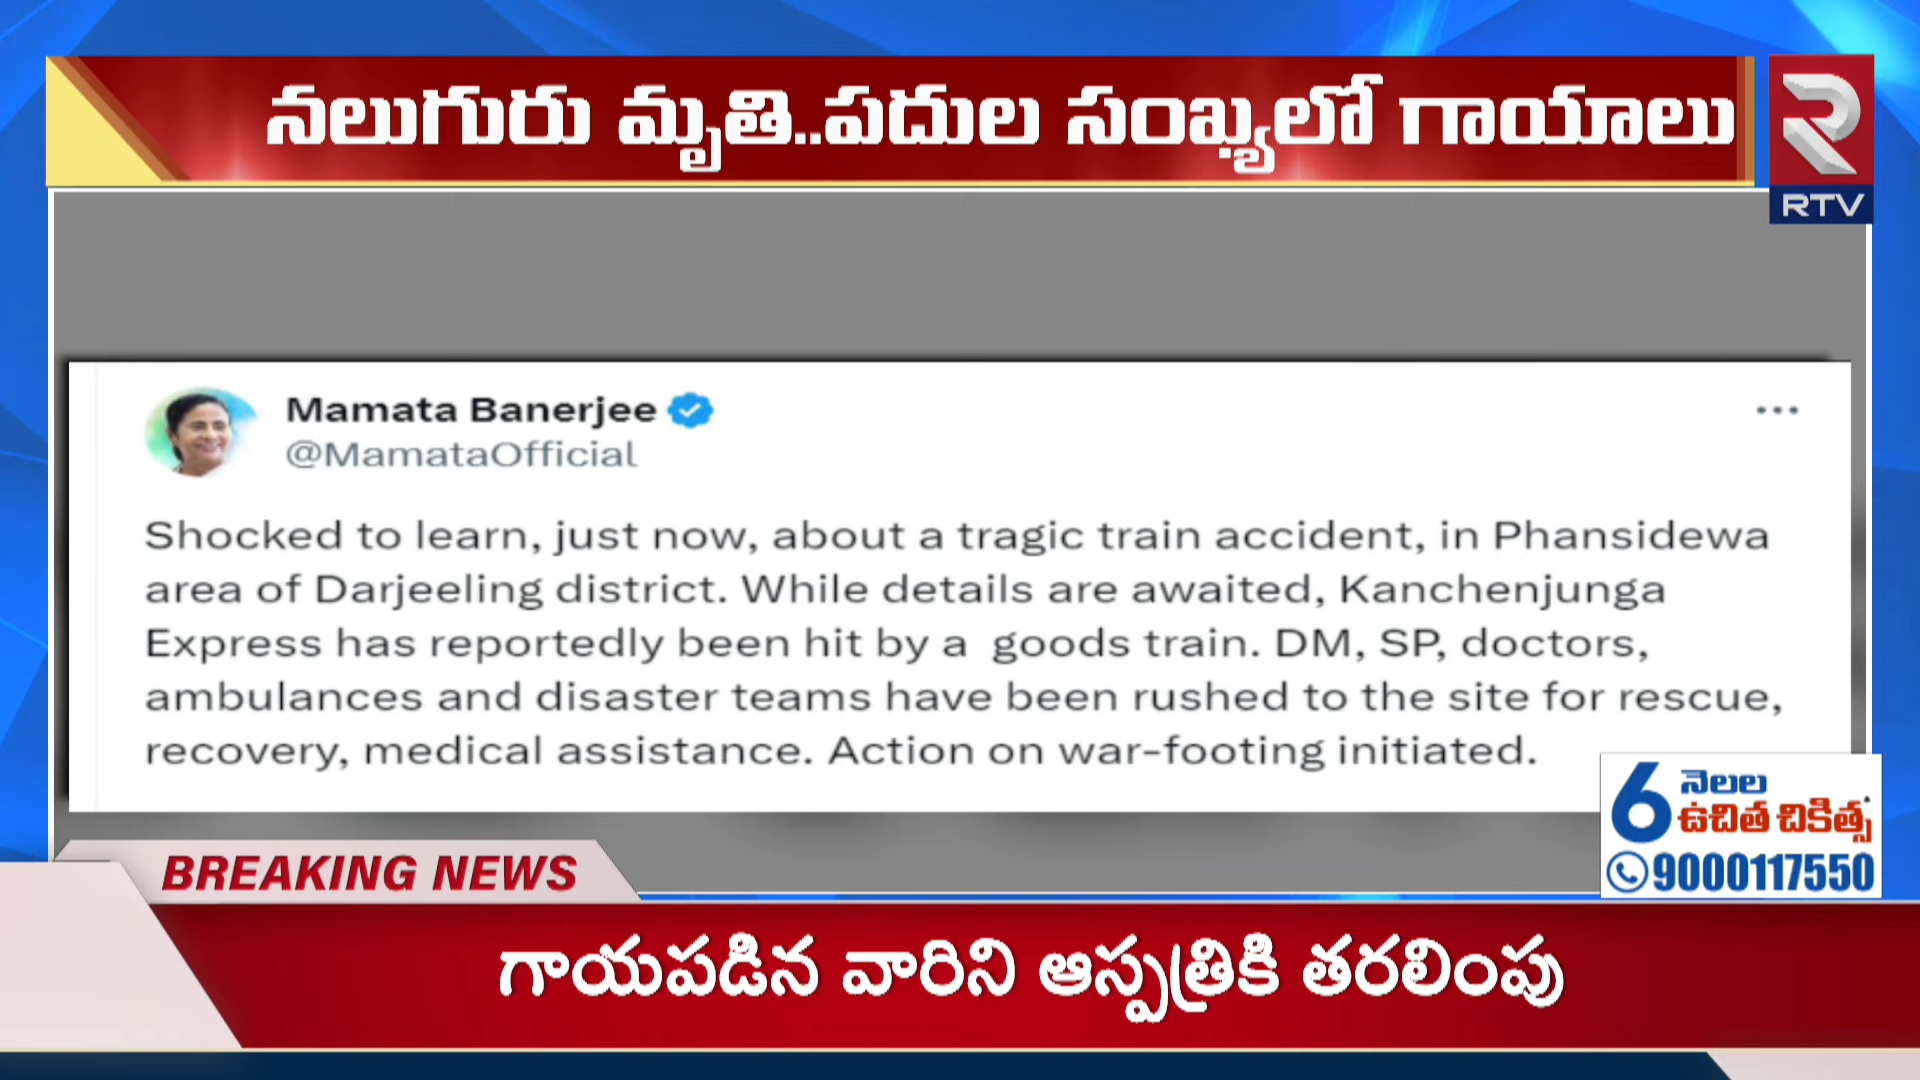 నలుగురు మృతి..పదుల సంఖ్యలో గాయాలు
RTV
Mamata Banerjee
@MamataOfficial
Shocked to learn, just now, about a tragic train accident, in Phansidewa
area of Darjeeling district. While details are awaited, Kanchenjunga
Express has reportedly been hit by a goods train. DM, SP, doctors,
ambulances and disaster teams have been rushed to the site for rescue,
recovery, medical assistance. Action on war-footing initiated.
6 నెలల
ఉచిత చికిత్స*
9000117550
BREAKING NEWS
గాయపడిన వారిని ఆస్పత్రికి తరలింపు